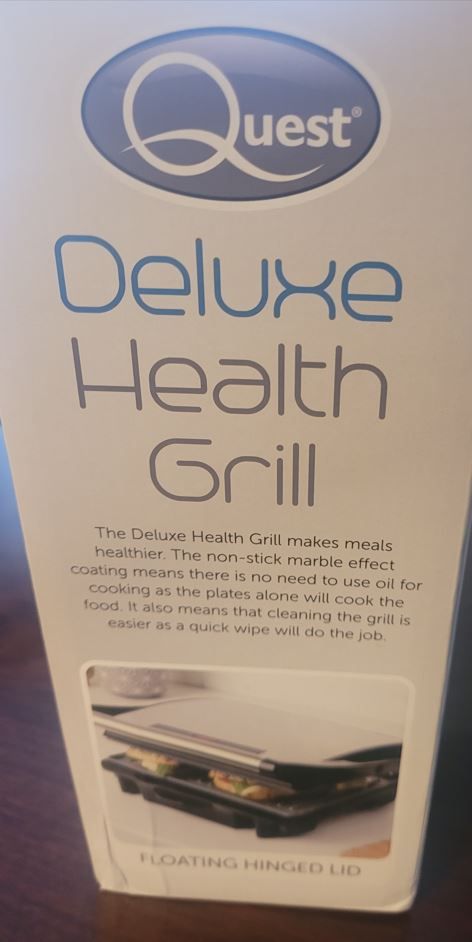 Quest®
Deluxe
Health
Grill
The Deluxe Health Grill makes meals
healthier. The non-stick marble effect
coating means there is no need to use oil for
cooking as the plates alone will cook the
food. It also means that cleaning the grill is
easier as a quick wipe will do the job.
FLOATING HINGED LID